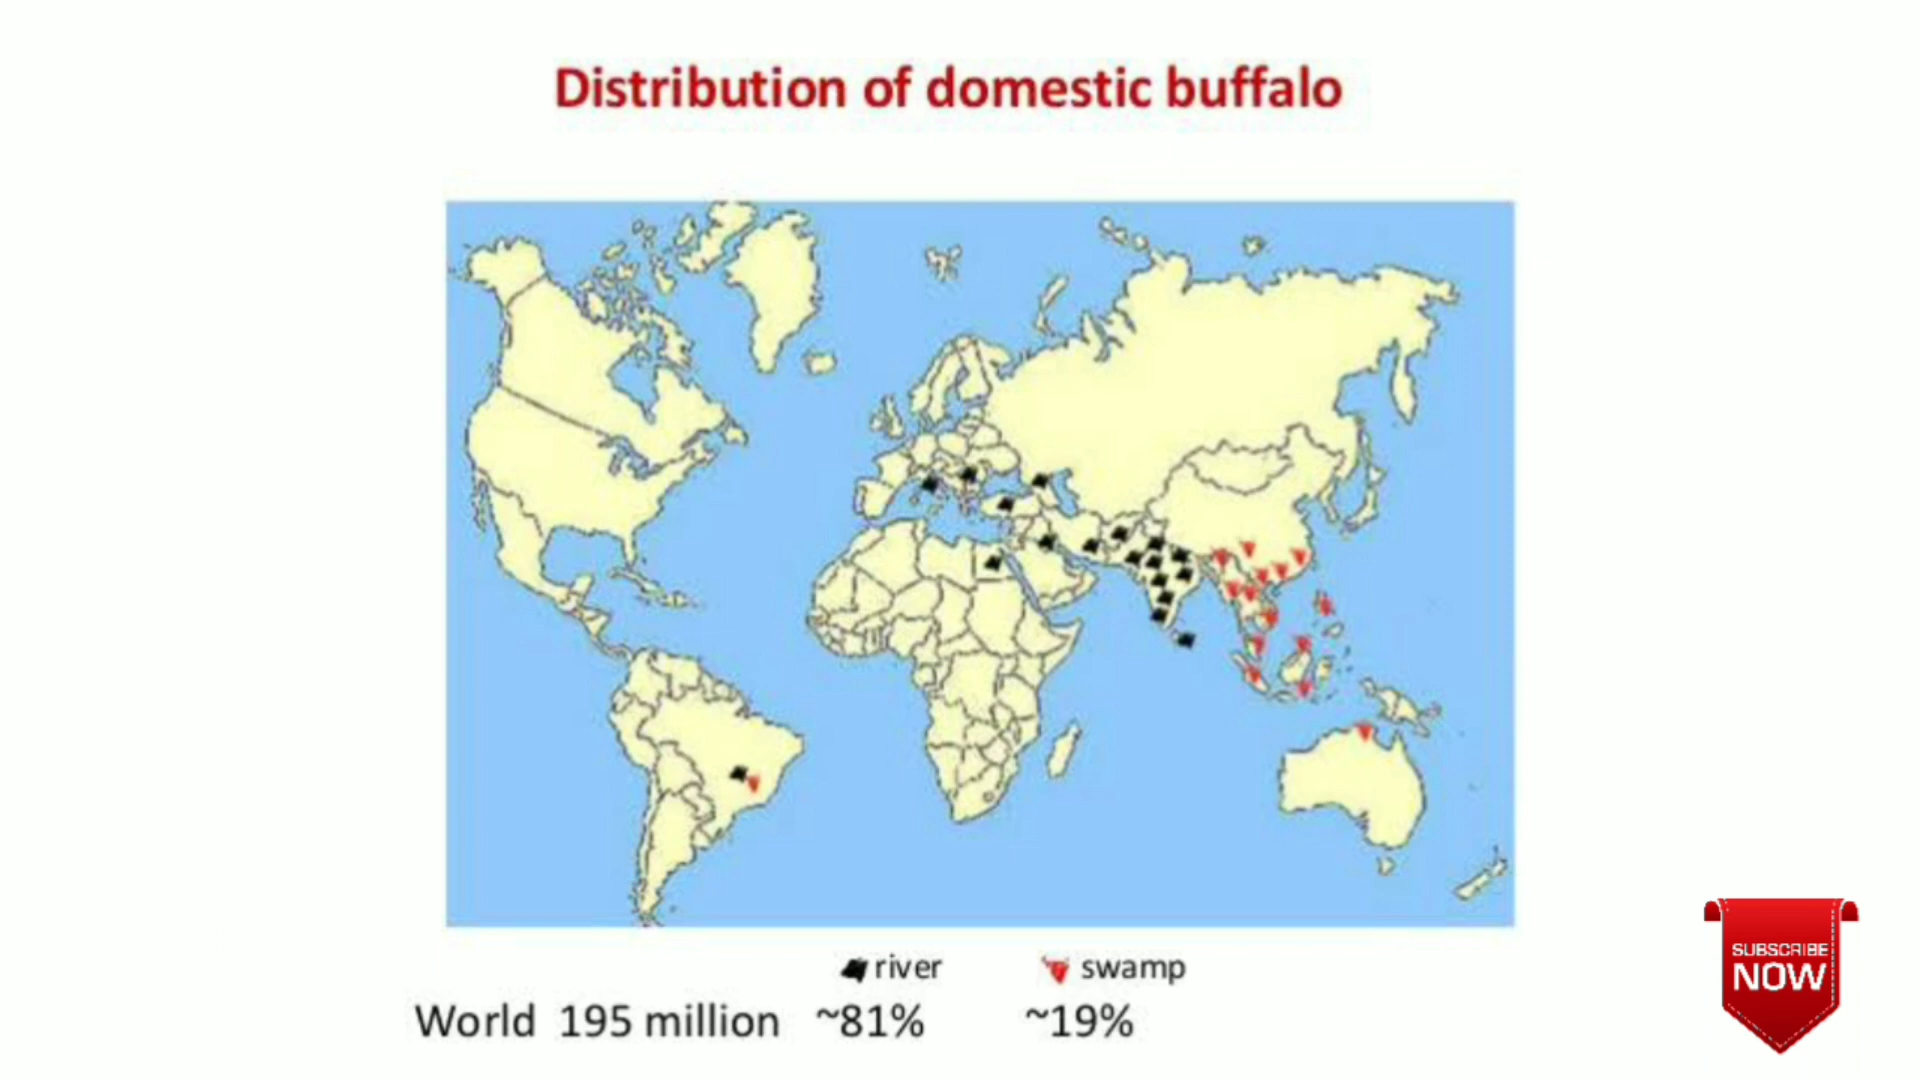 Distribution of domestic buffalo
river swamp
World 195 million ~81% ~19%
SUBSCRIBE
NOW